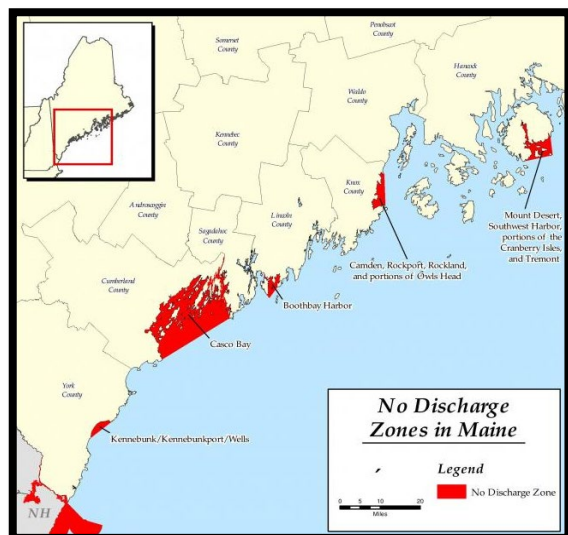 Penobscot
County
Somerset
County
Hancock
County
Waldo
County
Kennebec
County
Knox
County
Androscoggin
County
Lincoln
County
Sagadahoc
County
Cumberland
County
York
County
Mount Desert,
Southwest Harbor,
portions of the
Cranberry Isles,
and Tremont
Camden, Rockport, Rockland,
and portions of Owls Head
Boothbay Harbor
Casco Bay
Kennebunk/Kennebunkport/Wells
NH
No Discharge
Zones in Maine
Legend
No Discharge Zone
0 5 10 20
Miles